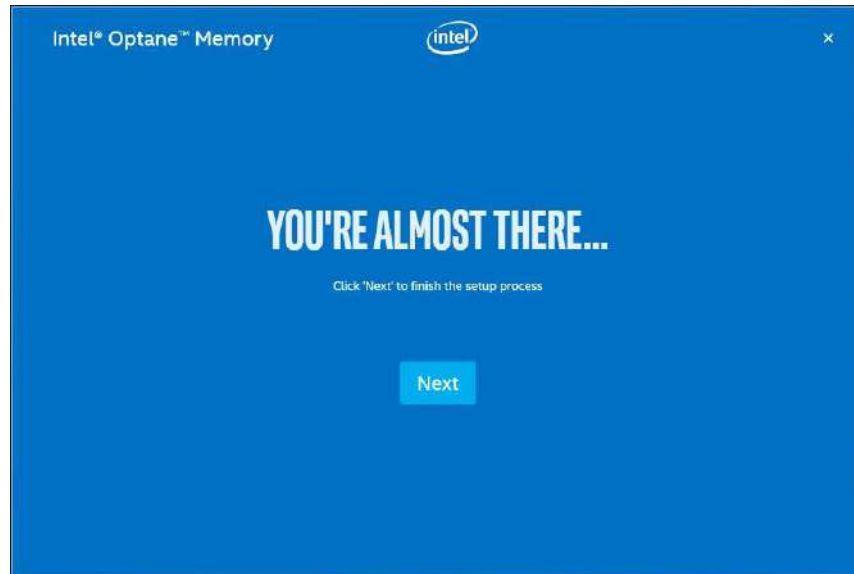 Intel® Optane™ Memory
intel
×
YOU'RE ALMOST THERE...
Click 'Next' to finish the setup process
Next